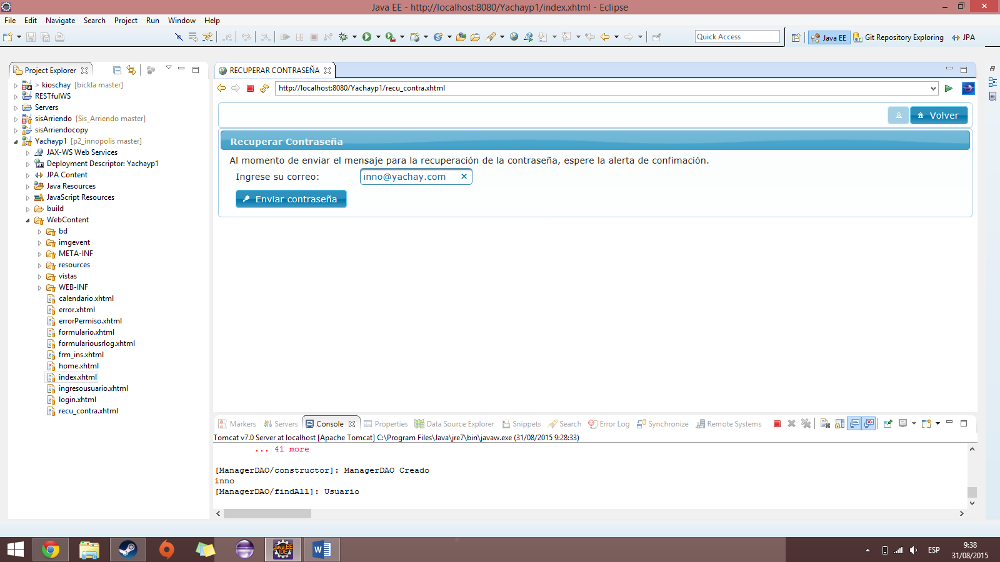 Java EE - http://localhost:8080/Yachayp1/index.xhtml - Eclipse
File Edit Navigate Search Project Run Window Help
Quick Access
Java EE
Git Repository Exploring
JPA
Project Explorer
RECUPERAR CONTRASEÑA
> kioschay [bickla master]
RESTfulWS
Servers
sisArriendo [Sis_Arriendo master]
sisArriendocopy
Yachayp1 [p2_innopolis master]
JAX-WS Web Services
Deployment Descriptor: Yachayp1
JPA Content
Java Resources
JavaScript Resources
build
WebContent
bd
imgevent
META-INF
resources
vistas
WEB-INF
calendario.xhtml
error.xhtml
errorPermiso.xhtml
formulario.xhtml
formulariousrlog.xhtml
frm_ins.xhtml
home.xhtml
index.xhtml
ingresousuario.xhtml
login.xhtml
recu_contra.xhtml
http://localhost:8080/Yachayp1/recu_contra.xhtml
Volver
Recuperar Contraseña
Al momento de enviar el mensaje para la recuperación de la contraseña, espere la alerta de confimación.
Ingrese su correo: inno@yachay.com
Enviar contraseña
Markers Servers Console Properties Data Source Explorer Snippets Search Error Log Synchronize Remote Systems
Tomcat v7.0 Server at localhost [Apache Tomcat] C:\Program Files\Java\jre7\bin\javaw.exe (31/08/2015 9:28:33)
... 41 more
[ManagerDAO/constructor]: ManagerDAO Creado
inno
[ManagerDAO/findAll]: Usuario
Java EE
IDE
ESP
9:38
31/08/2015